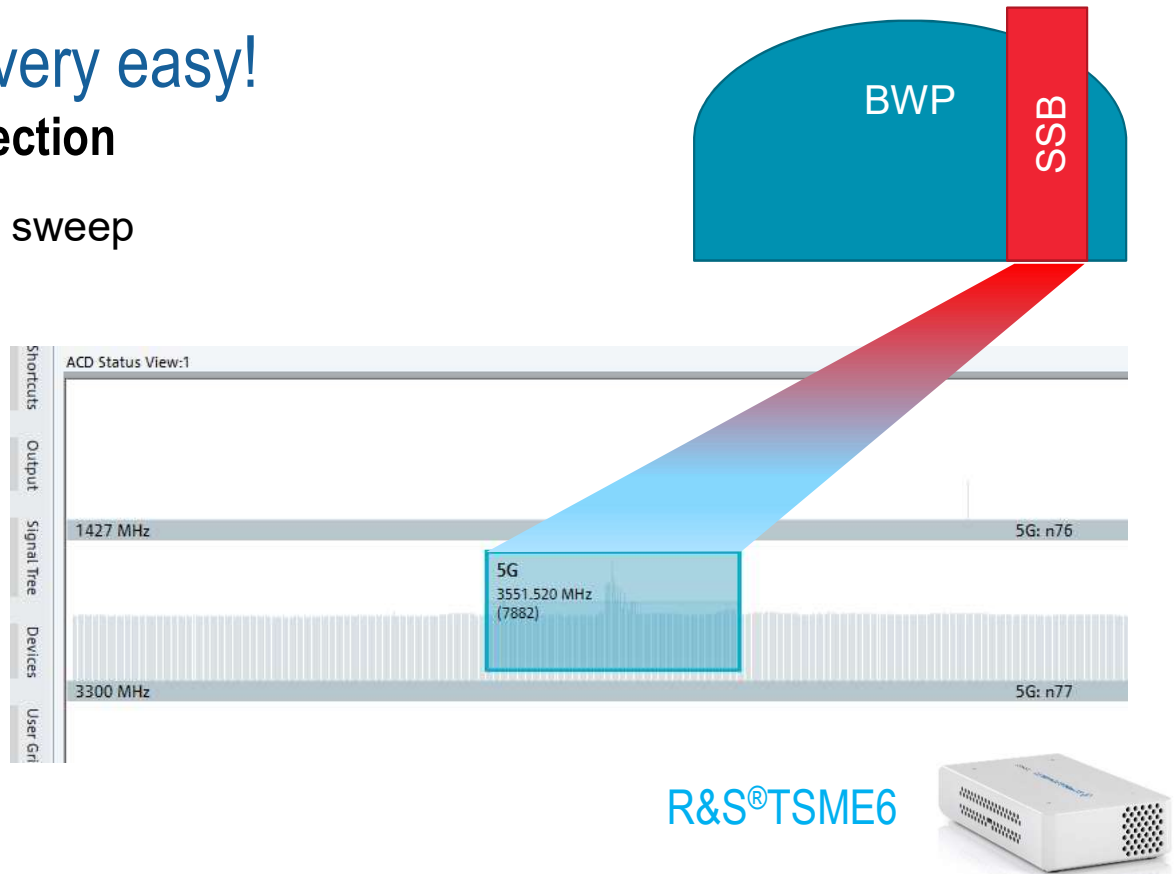 very easy!
ection
sweep
BWP
SSB
Shortcuts
Output
Signal Tree
Devices
User Gri
ACD Status View:1
1427 MHz
5G: n76
5G
3551.520 MHz
(7882)
3300 MHz
5G: n77
R&S®TSME6